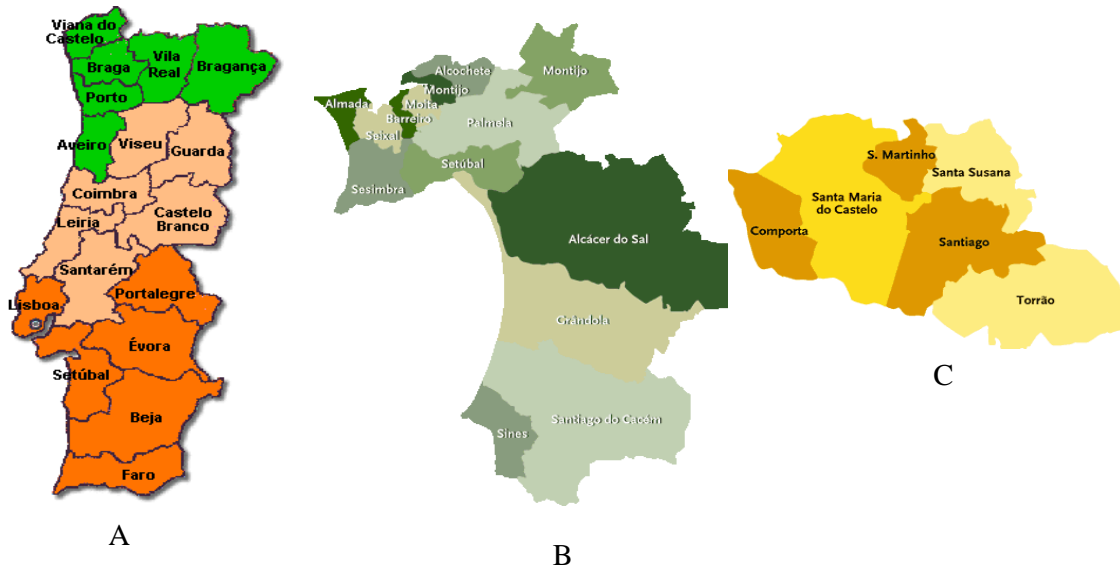 Viana do
Castelo
Braga
Vila
Real
Bragança
Porto
Aveiro
Viseu
Guarda
Coimbra
Castelo
Branco
Leiria
Santarém
Lisboa
Portalegre
Évora
Setúbal
Beja
Faro
A
Alcochete
Montijo
Montijo
Almada
Moita
Barreiro
Seixal
Palmela
Setúbal
Sesimbra
Alcácer do Sal
Grândola
Santiago do Cacém
Sines
B
S. Martinho
Santa Susana
Santa Maria
do Castelo
Comporta
Santiago
Torrão
C